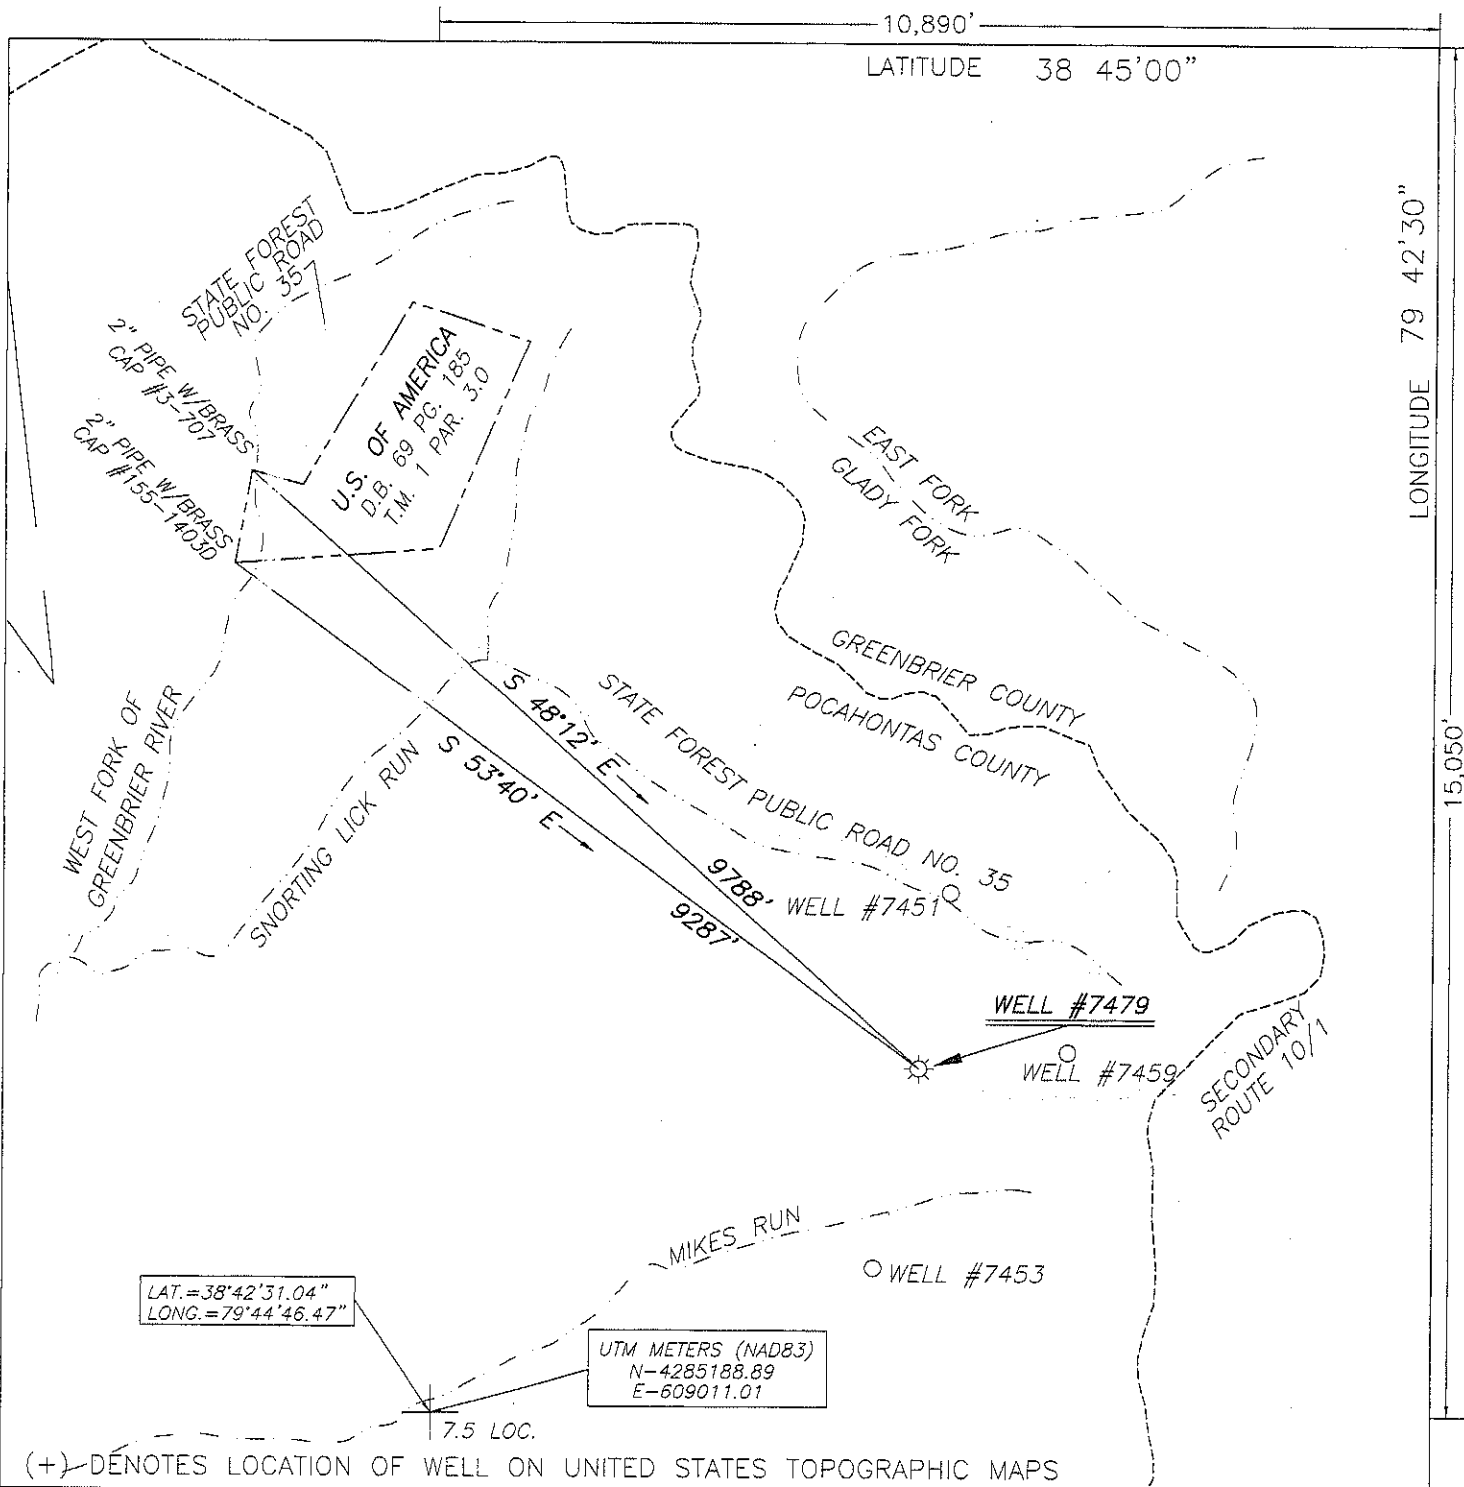 10,890'
LATITUDE 38 45'00"
LONGITUDE 79 42'30"
15,050'
STATE FOREST
PUBLIC ROAD
NO. 35
2" PIPE W/BRASS
CAP #3-707
2" PIPE W/BRASS
CAP #155-1403D
U.S. OF AMERICA
D.B. 69 PG. 185
T.M. 1 PAR. 3.0
EAST FORK
GLADY FORK
GREENBRIER COUNTY
POCAHONTAS COUNTY
WEST FORK OF
GREENBRIER RIVER
SNORTING LICK RUN
S 48°12' E
S 53°40' E
STATE FOREST PUBLIC ROAD NO. 35
9788'
9287'
WELL #7451
WELL #7479
WELL #7459
SECONDARY
ROUTE 10/1
MIKES RUN
WELL #7453
LAT.=38°42'31.04"
LONG.=79°44'46.47"
UTM METERS (NAD83)
N-4285188.89
E-609011.01
7.5 LOC.
(+) DENOTES LOCATION OF WELL ON UNITED STATES TOPOGRAPHIC MAPS